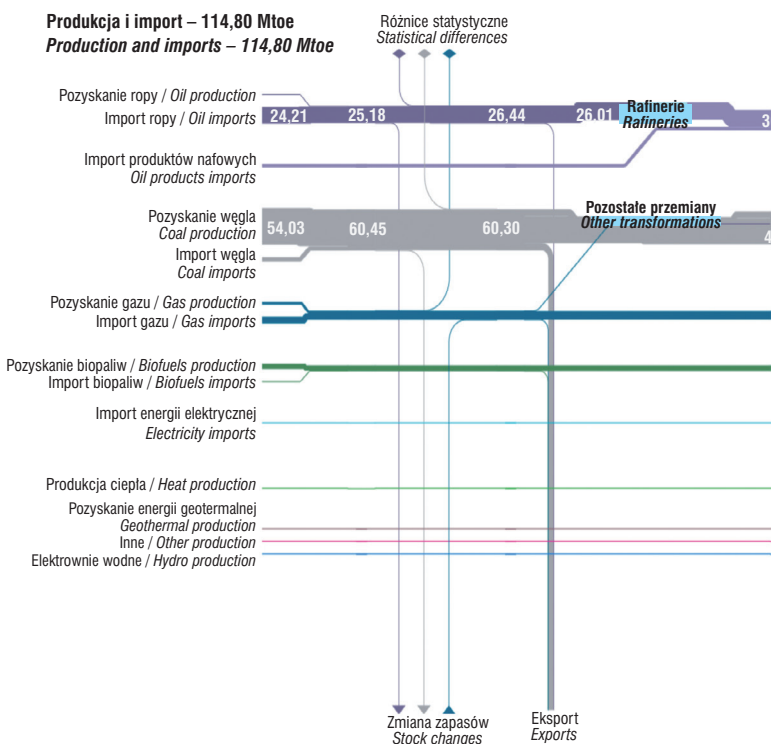 Produkcja i import – 114,80 Mtoe
Production and imports – 114,80 Mtoe
Różnice statystyczne
Statistical differences
Pozyskanie ropy / Oil production
Import ropy / Oil imports
24,21
25,18
26,44
26,01
Rafinerie
Refineries
3
Import produktów nafowych
Oil products imports
Pozyskanie węgla
Coal production
54,03
60,45
60,30
Pozostałe przemiany
Other transformations
4
Import węgla
Coal imports
Pozyskanie gazu / Gas production
Import gazu / Gas imports
Pozyskanie biopaliw / Biofuels production
Import biopaliw / Biofuels imports
Import energii elektrycznej
Electricity imports
Produkcja ciepła / Heat production
Pozyskanie energii geotermalnej
Geothermal production
Inne / Other production
Elektrownie wodne / Hydro production
Zmiana zapasów
Stock changes
Eksport
Exports